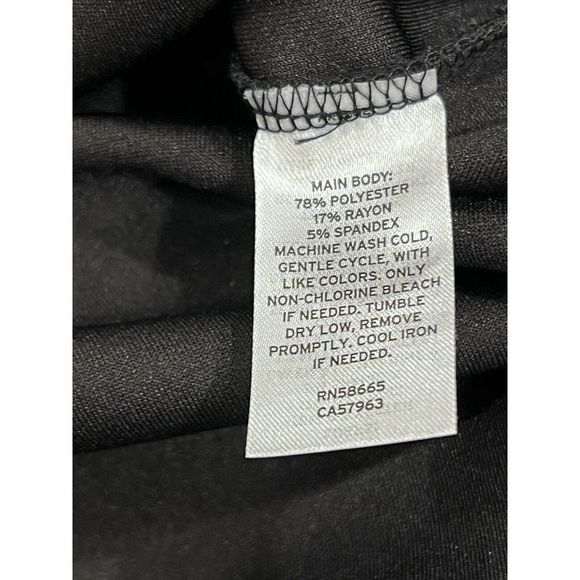 MAIN BODY:
78% POLYESTER
17% RAYON
5% SPANDEX
MACHINE WASH COLD,
GENTLE CYCLE, WITH
LIKE COLORS. ONLY
NON-CHLORINE BLEACH
IF NEEDED. TUMBLE
DRY LOW, REMOVE
PROMPTLY. COOL IRON
IF NEEDED.
RN58665
CA57963